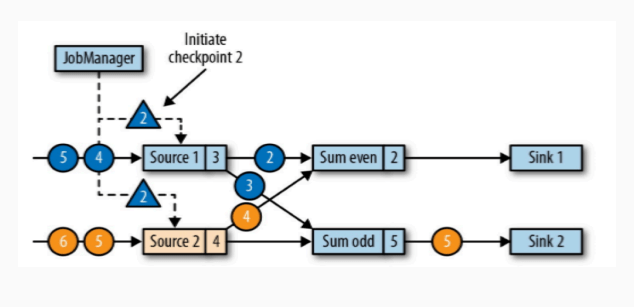 Initiate
checkpoint 2
JobManager
2
5 4 Source 1 3 2 Sum even 2 Sink 1
3
2
4
6 5 Source 2 4 Sum odd 5 5 Sink 2